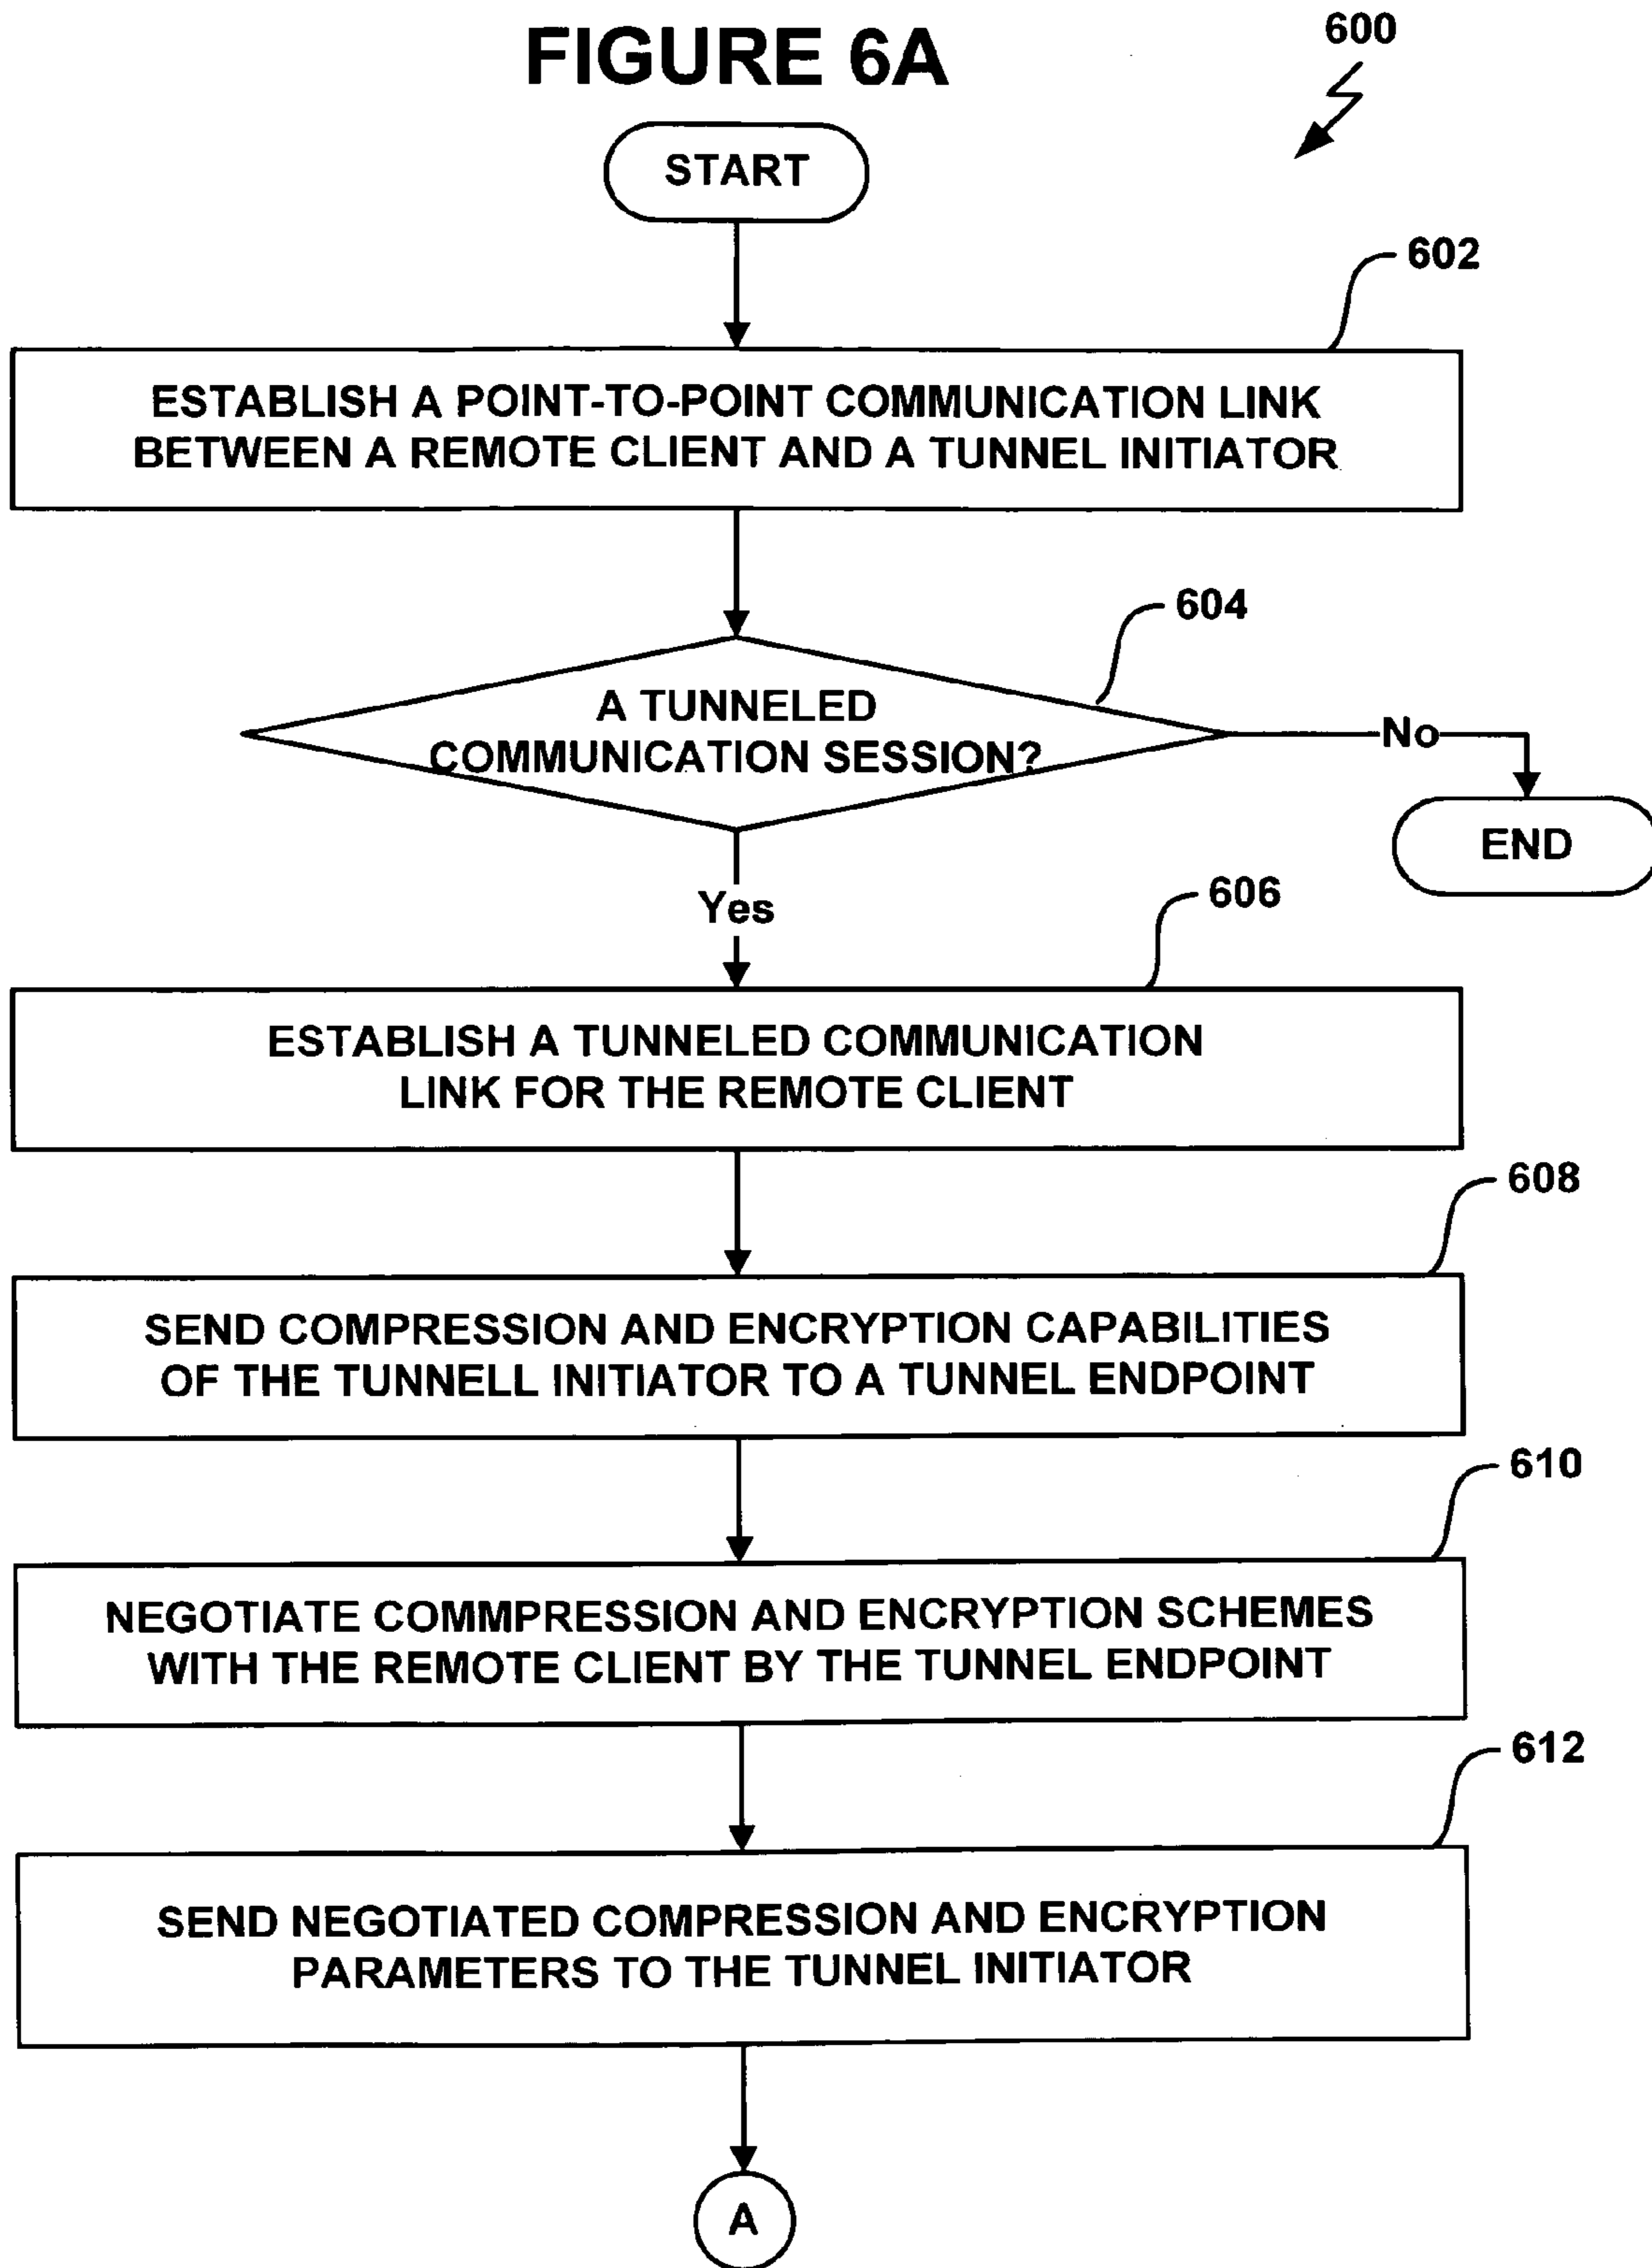 FIGURE 6A
600
START
602
ESTABLISH A POINT-TO-POINT COMMUNICATION LINK
BETWEEN A REMOTE CLIENT AND A TUNNEL INITIATOR
604
A TUNNELED
COMMUNICATION SESSION?
No
END
Yes
606
ESTABLISH A TUNNELED COMMUNICATION
LINK FOR THE REMOTE CLIENT
608
SEND COMPRESSION AND ENCRYPTION CAPABILITIES
OF THE TUNNELL INITIATOR TO A TUNNEL ENDPOINT
610
NEGOTIATE COMMPRESSION AND ENCRYPTION SCHEMES
WITH THE REMOTE CLIENT BY THE TUNNEL ENDPOINT
612
SEND NEGOTIATED COMPRESSION AND ENCRYPTION
PARAMETERS TO THE TUNNEL INITIATOR
A